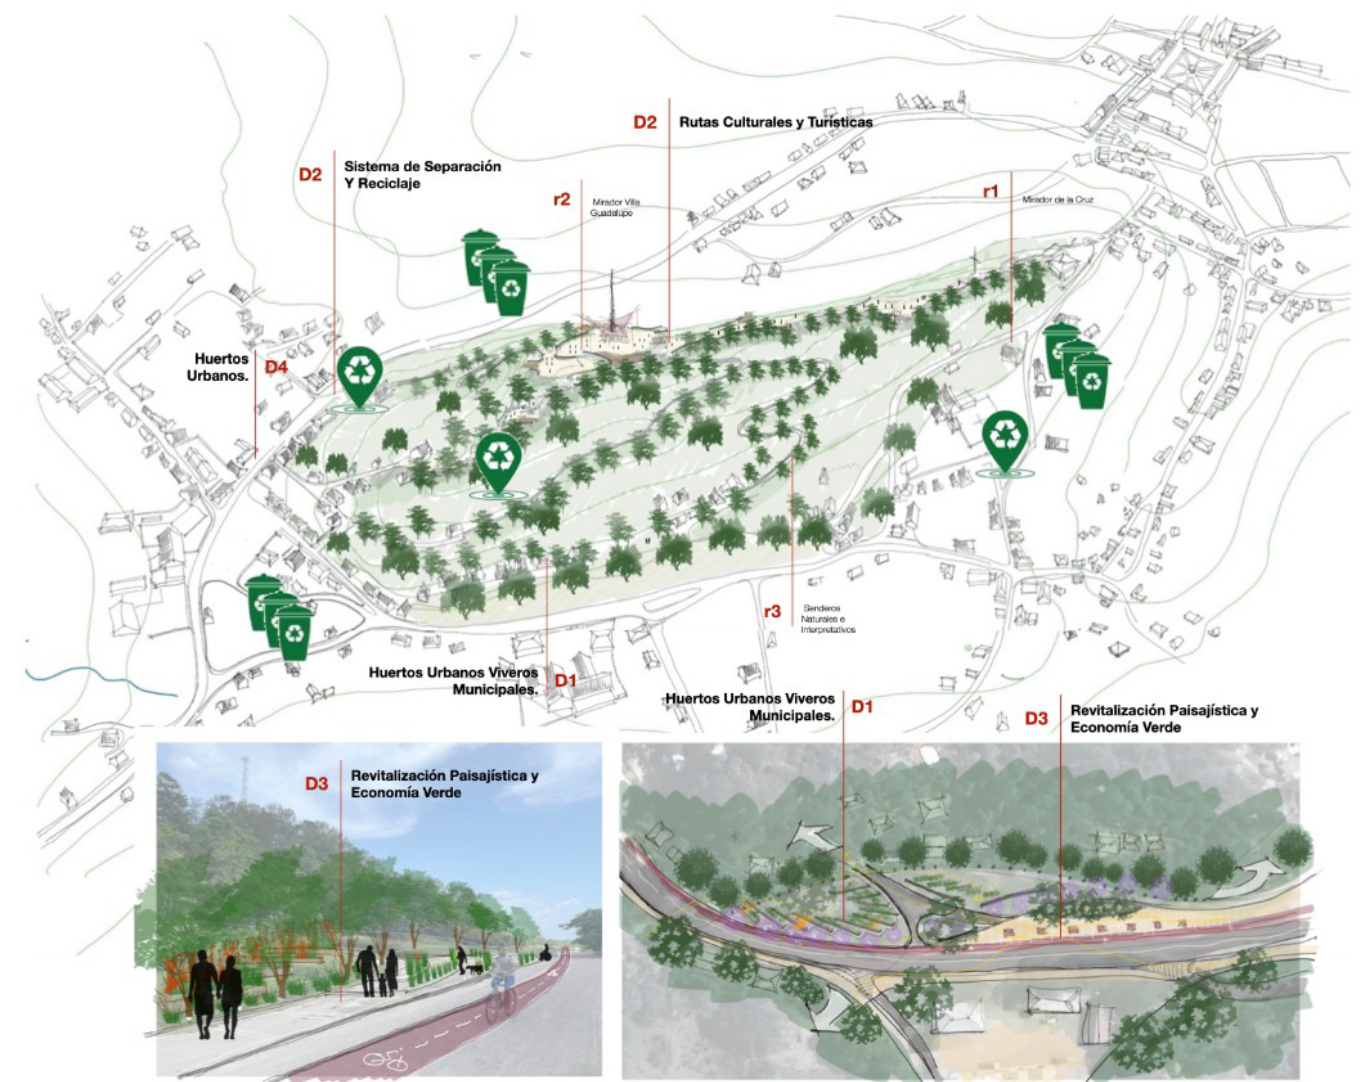 D2
Rutas Culturales y Turísticas
D2
Sistema de Separación
Y Reciclaje
r2
Mirador Villa
Guadalupe
r1
Mirador de la Cruz
Huertos
Urbanos.
D4
r3
Senderos
Naturales e
Interpretativos
Huertos Urbanos Viveros
Municipales.
D1
Huertos Urbanos Viveros
Municipales.
D1
D3
Revitalización Paisajística y
Economía Verde
D3
Revitalización Paisajística y
Economía Verde